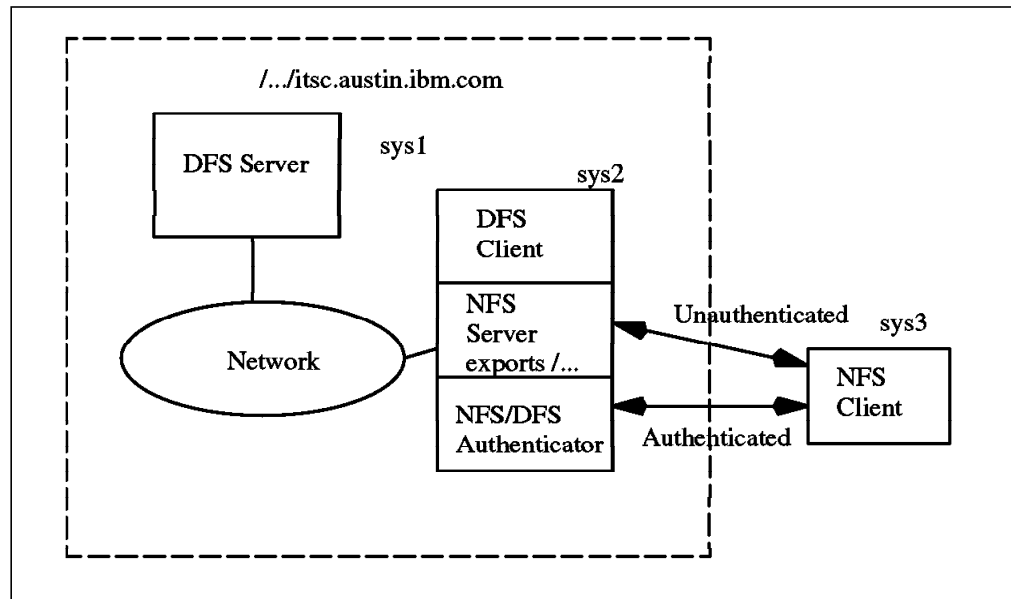 /.../itsc.austin.ibm.com
DFS Server
sys1
sys2
DFS
Client
NFS
Server
exports /...
NFS/DFS
Authenticator
Network
Unauthenticated
Authenticated
sys3
NFS
Client